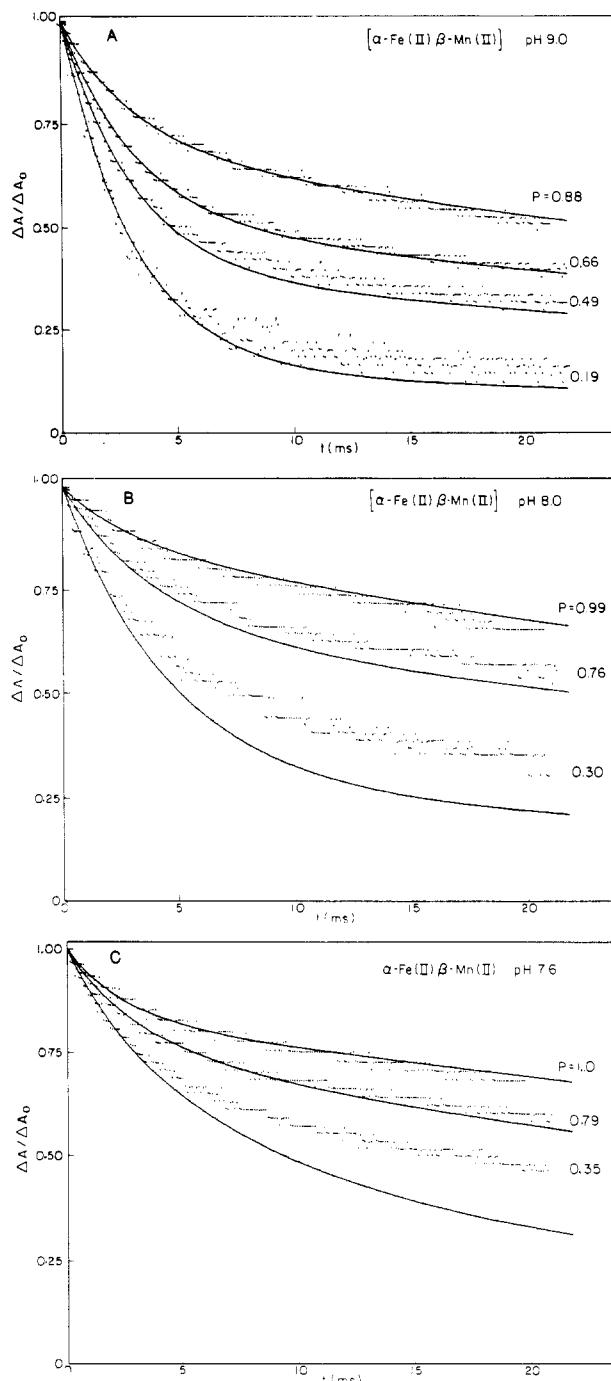 1.00
A
[α-Fe(II) β-Mn(II)] pH 9.0
0.75
P=0.88
ΔA/ΔA₀
0.50
0.66
0.49
0.25
0.19
0
0 5 10 15 20
t(ms)
1.00
B
[α-Fe(II) β-Mn(II)] pH 8.0
0.75
P=0.99
ΔA/ΔA₀
0.76
0.50
0.30
0.25
0
0 5 10 15 20
t(ms)
1.00
C
α-Fe(II) β-Mn(II) pH 7.6
0.75
P=1.0
ΔA/ΔA₀
0.79
0.50
0.35
0.25
0
0 5 10 15 20
t(ms)